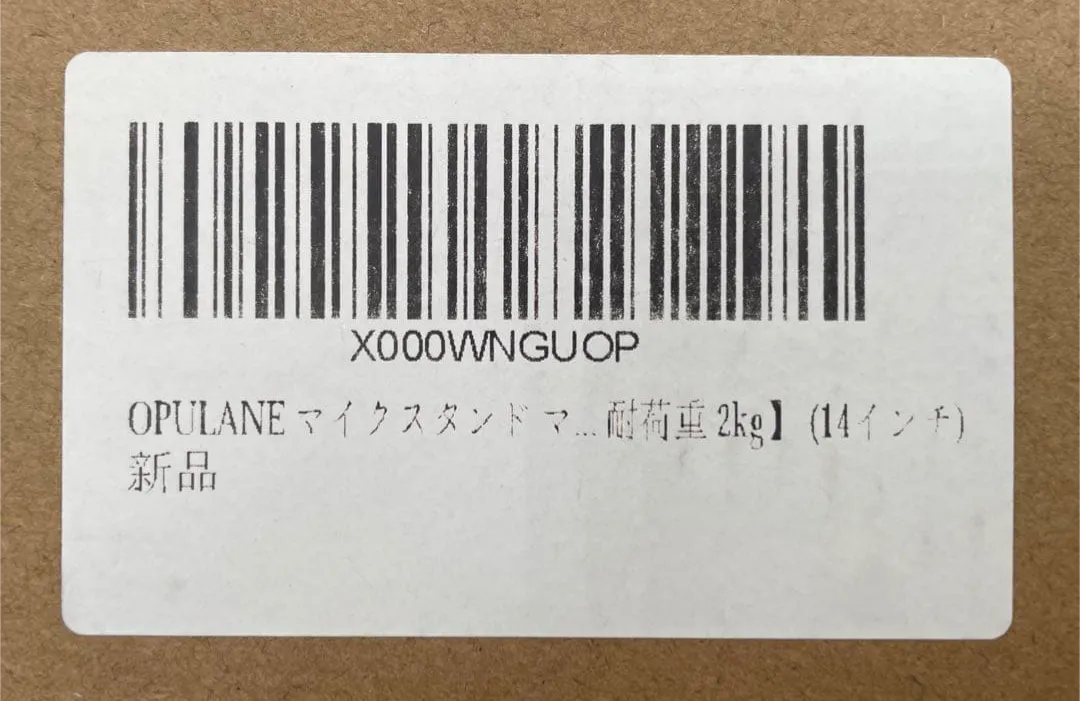 X000WNGUOP
OPULANE マイクスタンド マ...耐荷重 2kg】 (14インチ)
新品